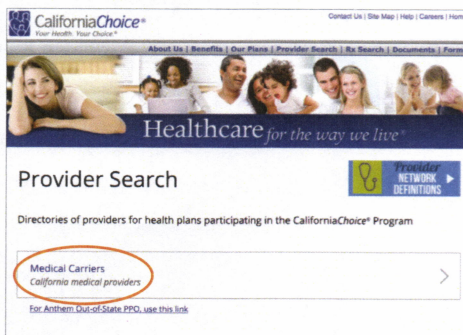 CaliforniaChoice®
Your Health. Your Choice.®
Contact Us | Site Map | Help | Careers | Hom
About Us | Benefits | Our Plans | Provider Search | Rx Search | Documents | Form
Healthcare for the way we live®
Provider Search
Provider
NETWORK
DEFINITIONS
Directories of providers for health plans participating in the CaliforniaChoice® Program
Medical Carriers
California medical providers
For Anthem Out-of-State PPO, use this link